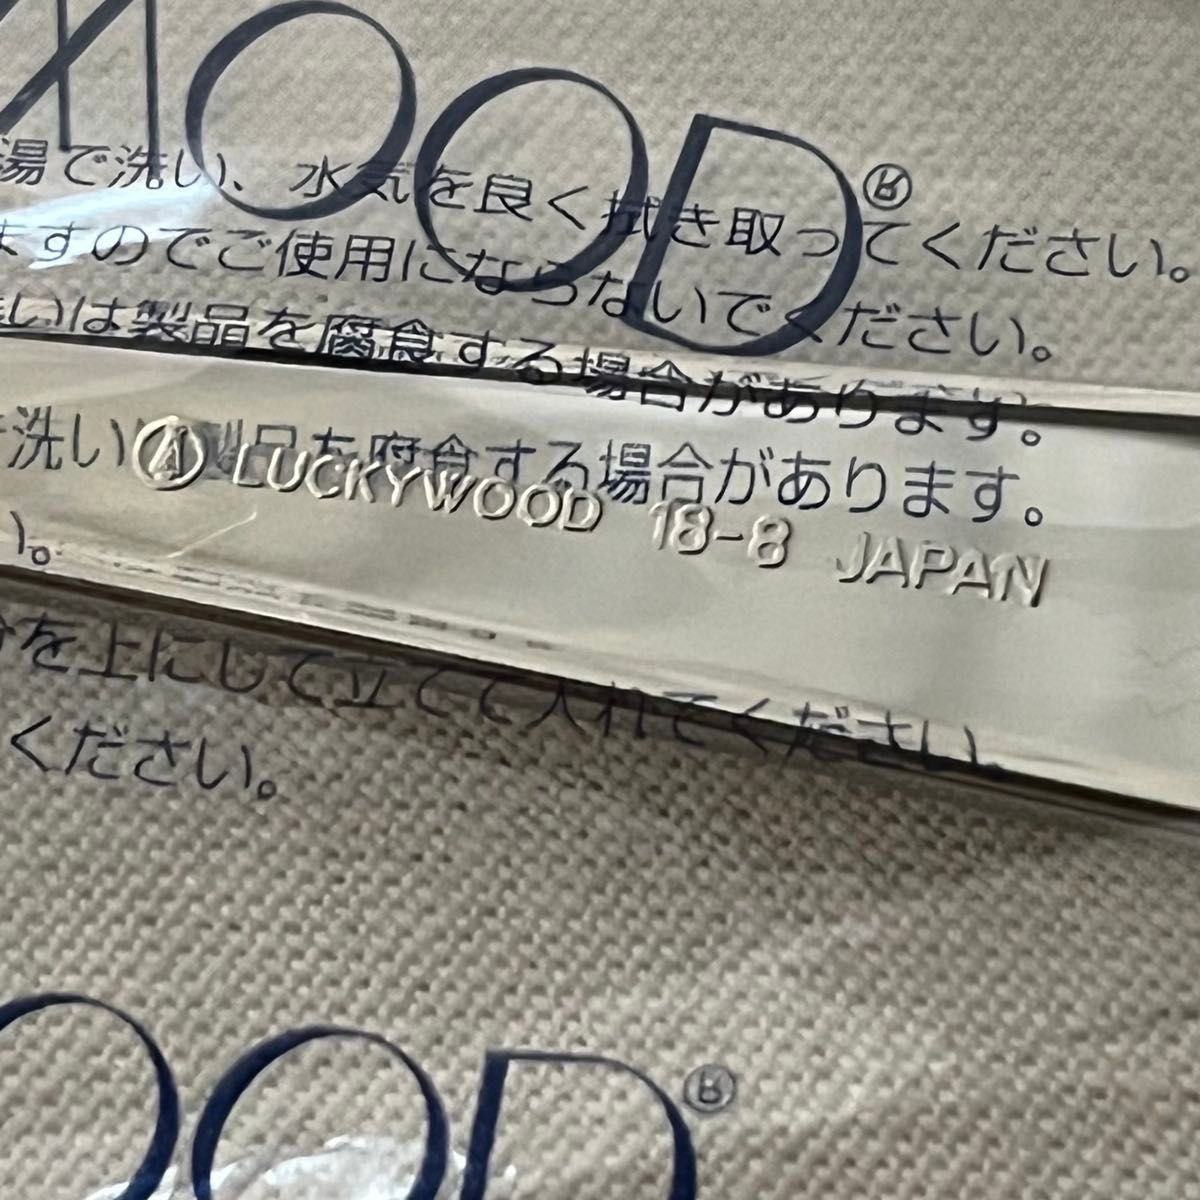 WOOD®
湯で洗い、水気を良く拭き取ってください。
ますのでご使用にならないでください。
洗いは製品を腐食する場合があります。
洗い 製品を腐食する場合があります。
LUCKYWOOD 18-8 JAPAN
い。
を上にして立てて入れてください。
ください。
OOD®